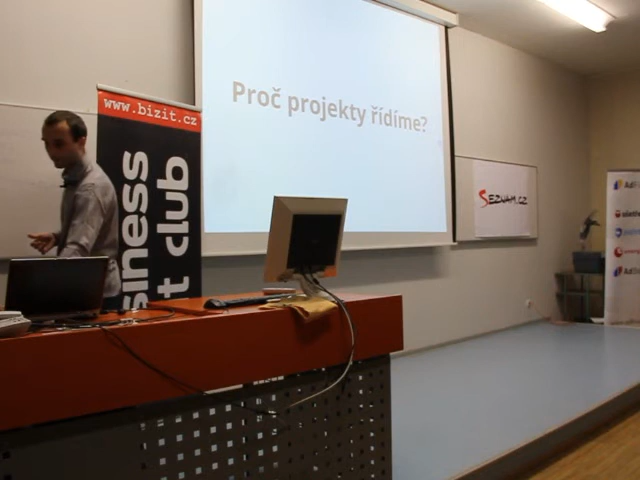 Proč projekty řídíme?
www.bizit.cz
siness
t club
SEZNAM.CZ